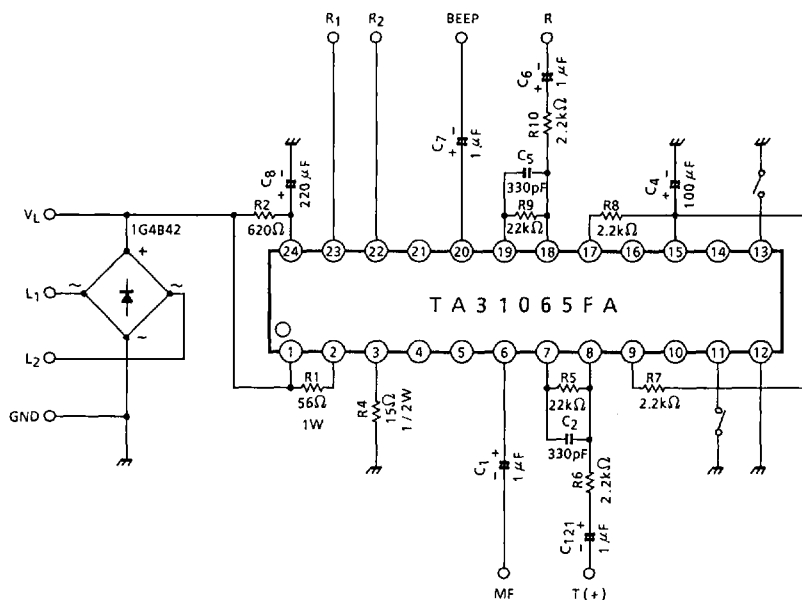 R1
R2
BEEP
R
C6
- +
1μF
R10
2.2kΩ
C7
- +
1μF
C5
330pF
R9
22kΩ
C8
- +
220μF
C4
- +
100μF
R8
2.2kΩ
VL
1G4B42
R2
620Ω
+
L1
~
~
L2
~
GND
24
23
22
21
20
19
18
17
16
15
14
13
TA31065FA
1
2
3
4
5
6
7
8
9
10
11
12
R1
56Ω
1W
R4
15Ω
1/2W
R5
22kΩ
C2
330pF
R7
2.2kΩ
C1
+ -
1μF
R6
2.2kΩ
C121
+ -
1μF
MF
T(+)